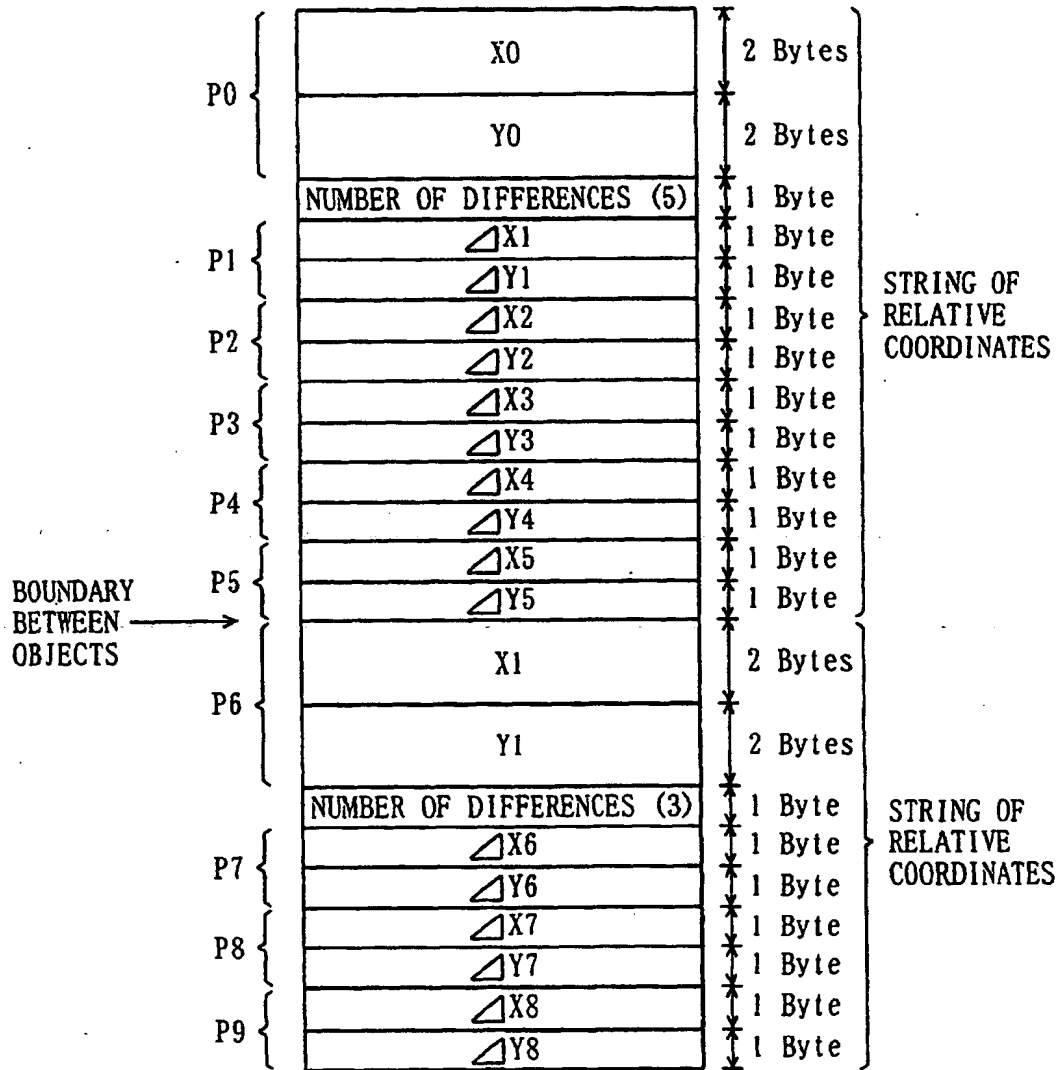 X0 2 Bytes
P0
Y0 2 Bytes
NUMBER OF DIFFERENCES (5) 1 Byte
⊿X1 1 Byte
P1
⊿Y1 1 Byte
STRING OF
RELATIVE
COORDINATES
⊿X2 1 Byte
P2
⊿Y2 1 Byte
⊿X3 1 Byte
P3
⊿Y3 1 Byte
⊿X4 1 Byte
P4
⊿Y4 1 Byte
⊿X5 1 Byte
P5
⊿Y5 1 Byte
BOUNDARY
BETWEEN
OBJECTS
X1 2 Bytes
P6
Y1 2 Bytes
NUMBER OF DIFFERENCES (3) 1 Byte
STRING OF
RELATIVE
COORDINATES
⊿X6 1 Byte
P7
⊿Y6 1 Byte
⊿X7 1 Byte
P8
⊿Y7 1 Byte
⊿X8 1 Byte
P9
⊿Y8 1 Byte